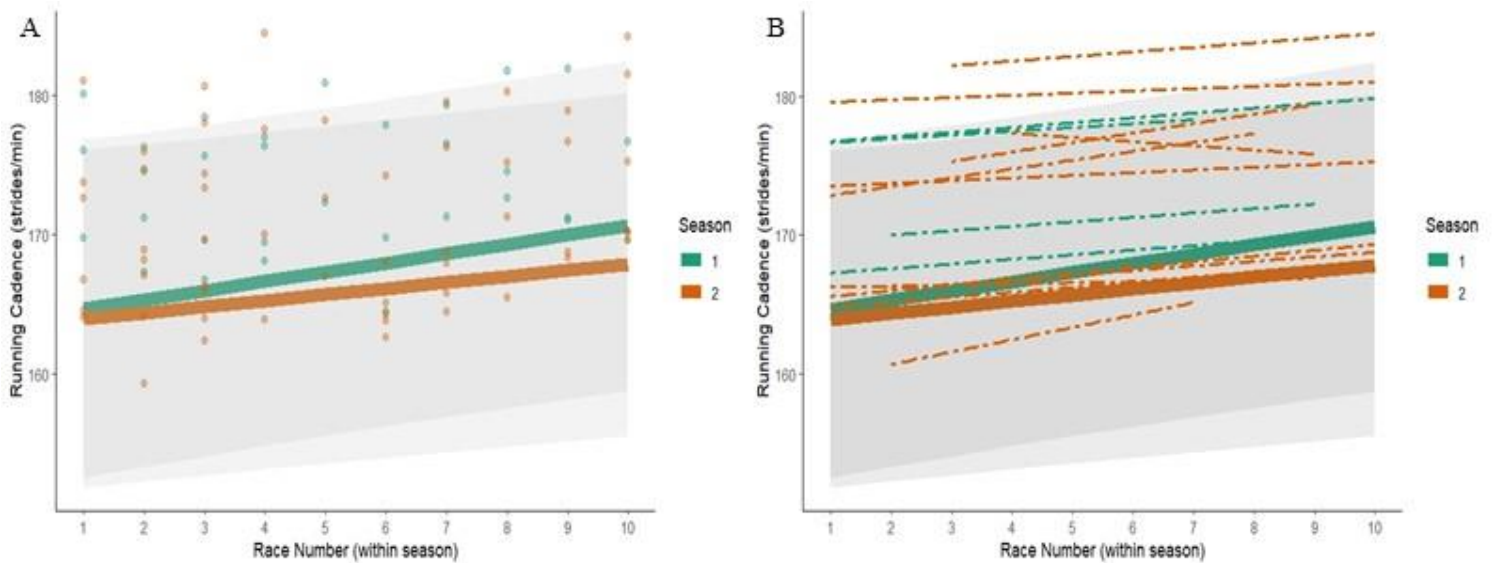 A
Running Cadence (strides/min)
180
170
160
1 2 3 4 5 6 7 8 9 10
Race Number (within season)
Season
1
2
B
Running Cadence (strides/min)
180
170
160
1 2 3 4 5 6 7 8 9 10
Race Number (within season)
Season
1
2